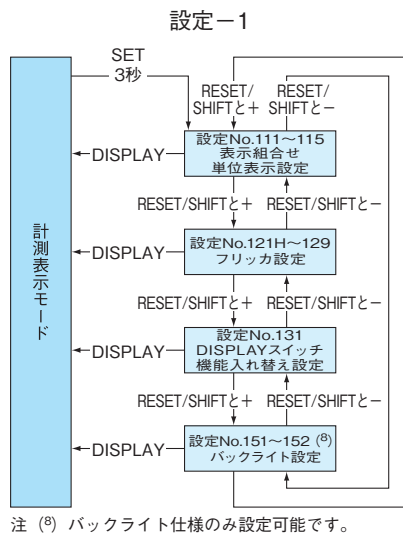 設定－1
SET
3秒
RESET/
SHIFTと＋
RESET/
SHIFTと－
設定No.111～115
表示組合せ
単位表示設定
DISPLAY
RESET/SHIFTと＋
RESET/SHIFTと－
計測表示モード
設定No.121H～129
フリッカ設定
DISPLAY
RESET/SHIFTと＋
RESET/SHIFTと－
設定No.131
DISPLAYスイッチ
機能入れ替え設定
DISPLAY
RESET/SHIFTと＋
RESET/SHIFTと－
設定No.151～152 (8)
バックライト設定
DISPLAY
注 (8) バックライト仕様のみ設定可能です。